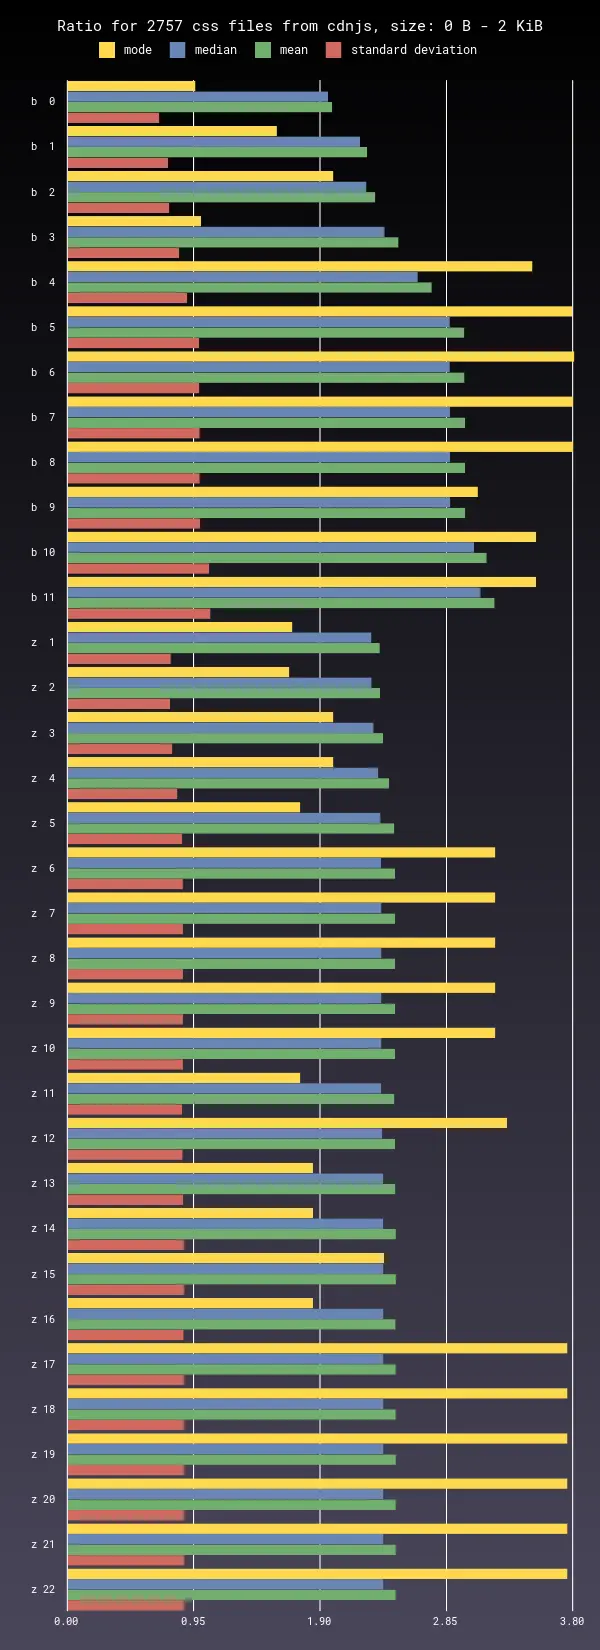 Ratio for 2757 css files from cdnjs, size: 0 B - 2 KiB
mode median mean standard deviation
b 0
b 1
b 2
b 3
b 4
b 5
b 6
b 7
b 8
b 9
b 10
b 11
z 1
z 2
z 3
z 4
z 5
z 6
z 7
z 8
z 9
z 10
z 11
z 12
z 13
z 14
z 15
z 16
z 17
z 18
z 19
z 20
z 21
z 22
0.00 0.95 1.90 2.85 3.80